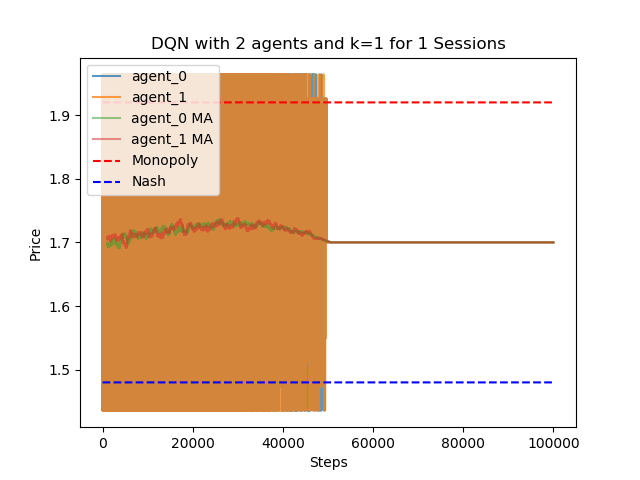 DQN with 2 agents and k=1 for 1 Sessions
agent_0
agent_1
agent_0 MA
agent_1 MA
Monopoly
Nash
Price
1.9
1.8
1.7
1.6
1.5
0 20000 40000 60000 80000 100000
Steps